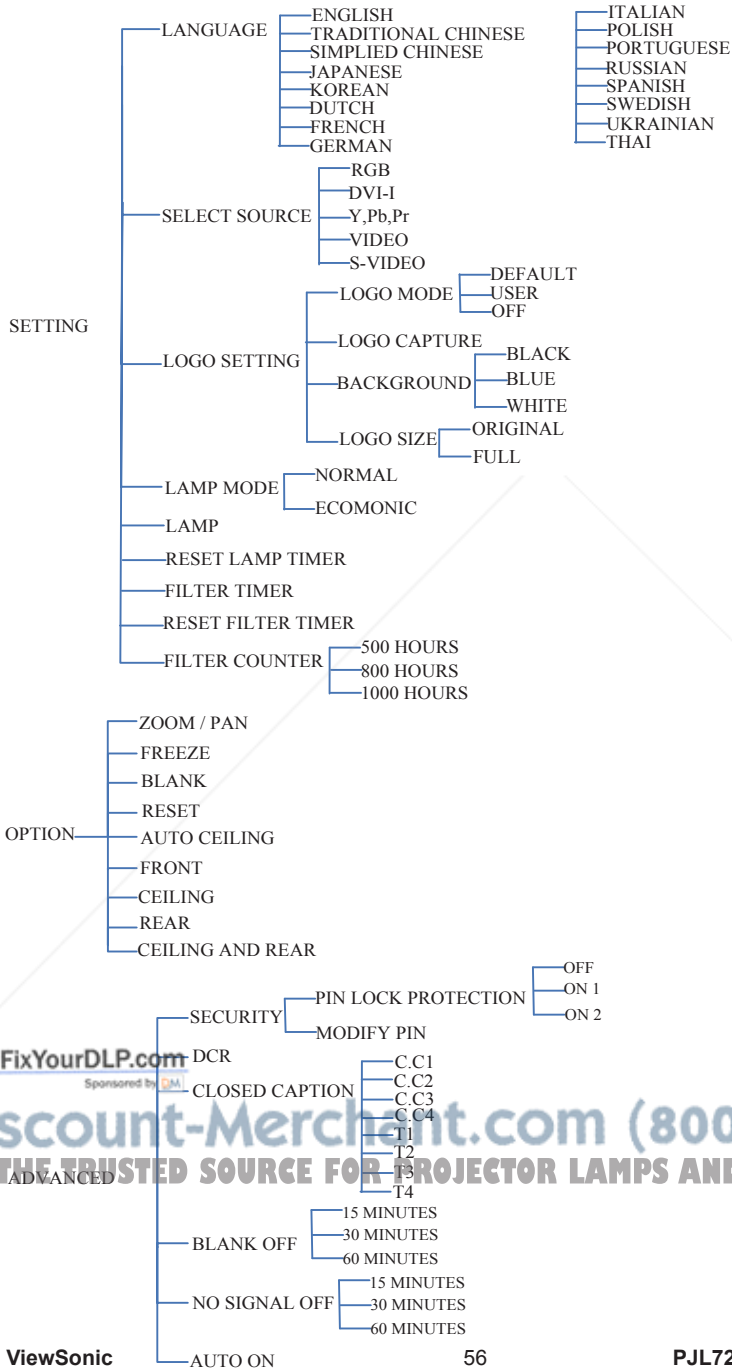 LANGUAGE
ENGLISH
TRADITIONAL CHINESE
SIMPLIED CHINESE
JAPANESE
KOREAN
DUTCH
FRENCH
GERMAN
ITALIAN
POLISH
PORTUGUESE
RUSSIAN
SPANISH
SWEDISH
UKRAINIAN
THAI
SELECT SOURCE
RGB
DVI-I
Y,Pb,Pr
VIDEO
S-VIDEO
SETTING
LOGO SETTING
LOGO MODE
DEFAULT
USER
OFF
LOGO CAPTURE
BACKGROUND
BLACK
BLUE
WHITE
LOGO SIZE
ORIGINAL
FULL
LAMP MODE
NORMAL
ECOMONIC
LAMP
RESET LAMP TIMER
FILTER TIMER
RESET FILTER TIMER
FILTER COUNTER
500 HOURS
800 HOURS
1000 HOURS
OPTION
ZOOM / PAN
FREEZE
BLANK
RESET
AUTO CEILING
FRONT
CEILING
REAR
CEILING AND REAR
SECURITY
PIN LOCK PROTECTION
OFF
ON 1
ON 2
MODIFY PIN
FixYourDLP.com
Sponsored by DM
DCR
CLOSED CAPTION
C.C1
C.C2
C.C3
C.C4
T1
T2
T3
T4
scount-Merchant.com (800
THE TRUSTED SOURCE FOR PROJECTOR LAMPS AND
ADVANCED
BLANK OFF
15 MINUTES
30 MINUTES
60 MINUTES
NO SIGNAL OFF
15 MINUTES
30 MINUTES
60 MINUTES
AUTO ON
ViewSonic 56 PJL72